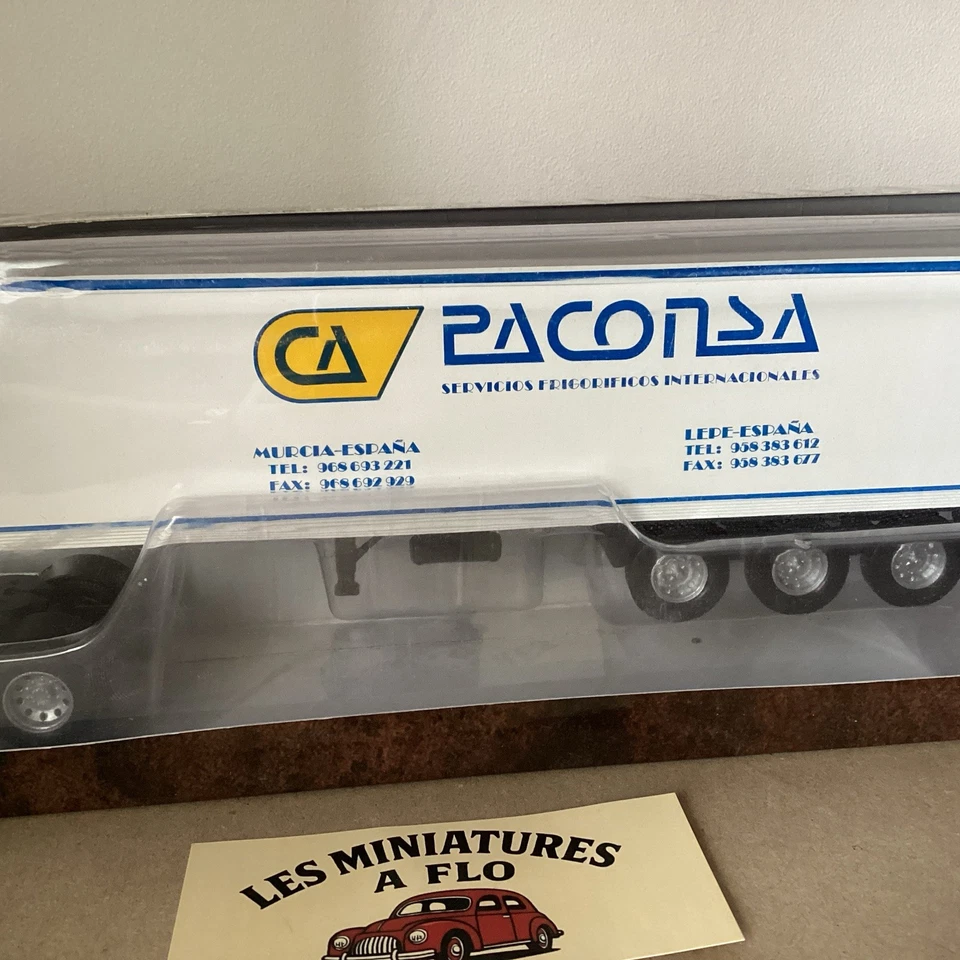 CA
PACONSA
SERVICIOS FRIGORIFICOS INTERNACIONALES
MURCIA-ESPAÑA
TEL: 968 693 221
FAX: 968 692 929
LEPE-ESPAÑA
TEL: 958 383 612
FAX: 958 383 677
LES MINIATURES
A FLO